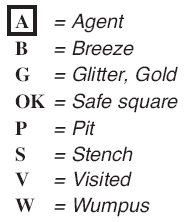 A = Agent
B = Breeze
G = Glitter, Gold
OK = Safe square
P = Pit
S = Stench
V = Visited
W = Wumpus